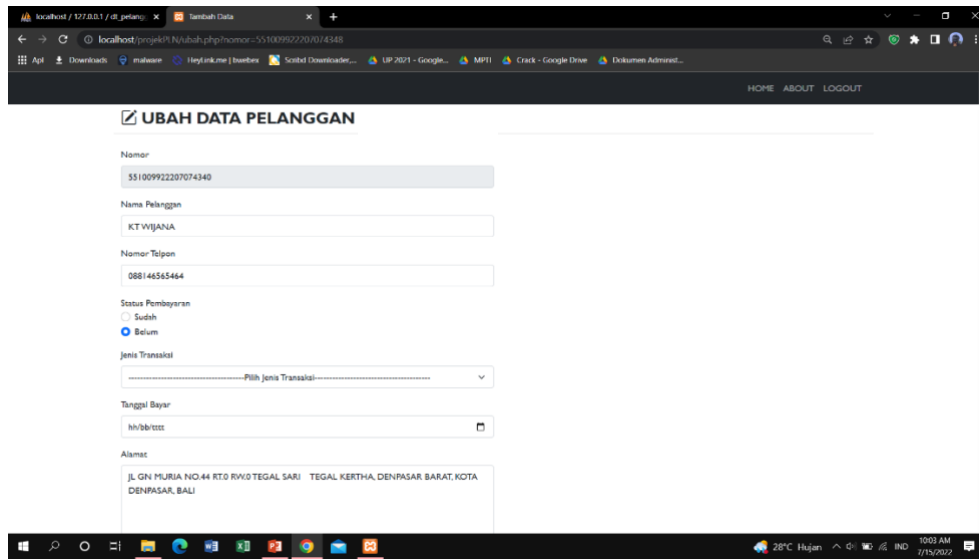 localhost / 127.0.0.1 / dt_pelang
Tambah Data
localhost/projekPLN/ubah.php?nomor=551009922207074348
Apl
Downloads
malware
HeyLink.me | bwebex
Scribd Downloader,...
UP 2021 - Google...
MPTI
Crack - Google Drive
Dokumen Administ...
HOME ABOUT LOGOUT
UBAH DATA PELANGGAN
Nomor
551009922207074340
Nama Pelanggan
KT WIJANA
Nomor Telpon
088146565464
Status Pembayaran
Sudah
Belum
Jenis Transaksi
----------------------------------------Pilih Jenis Transaksi----------------------------------------
Tanggal Bayar
hh/bb/tttt
Alamat
JL GN MURIA NO.44 RT.0 RW.0 TEGAL SARI TEGAL KERTHA, DENPASAR BARAT, KOTA
DENPASAR, BALI
28°C Hujan
IND
10:03 AM
7/15/2022